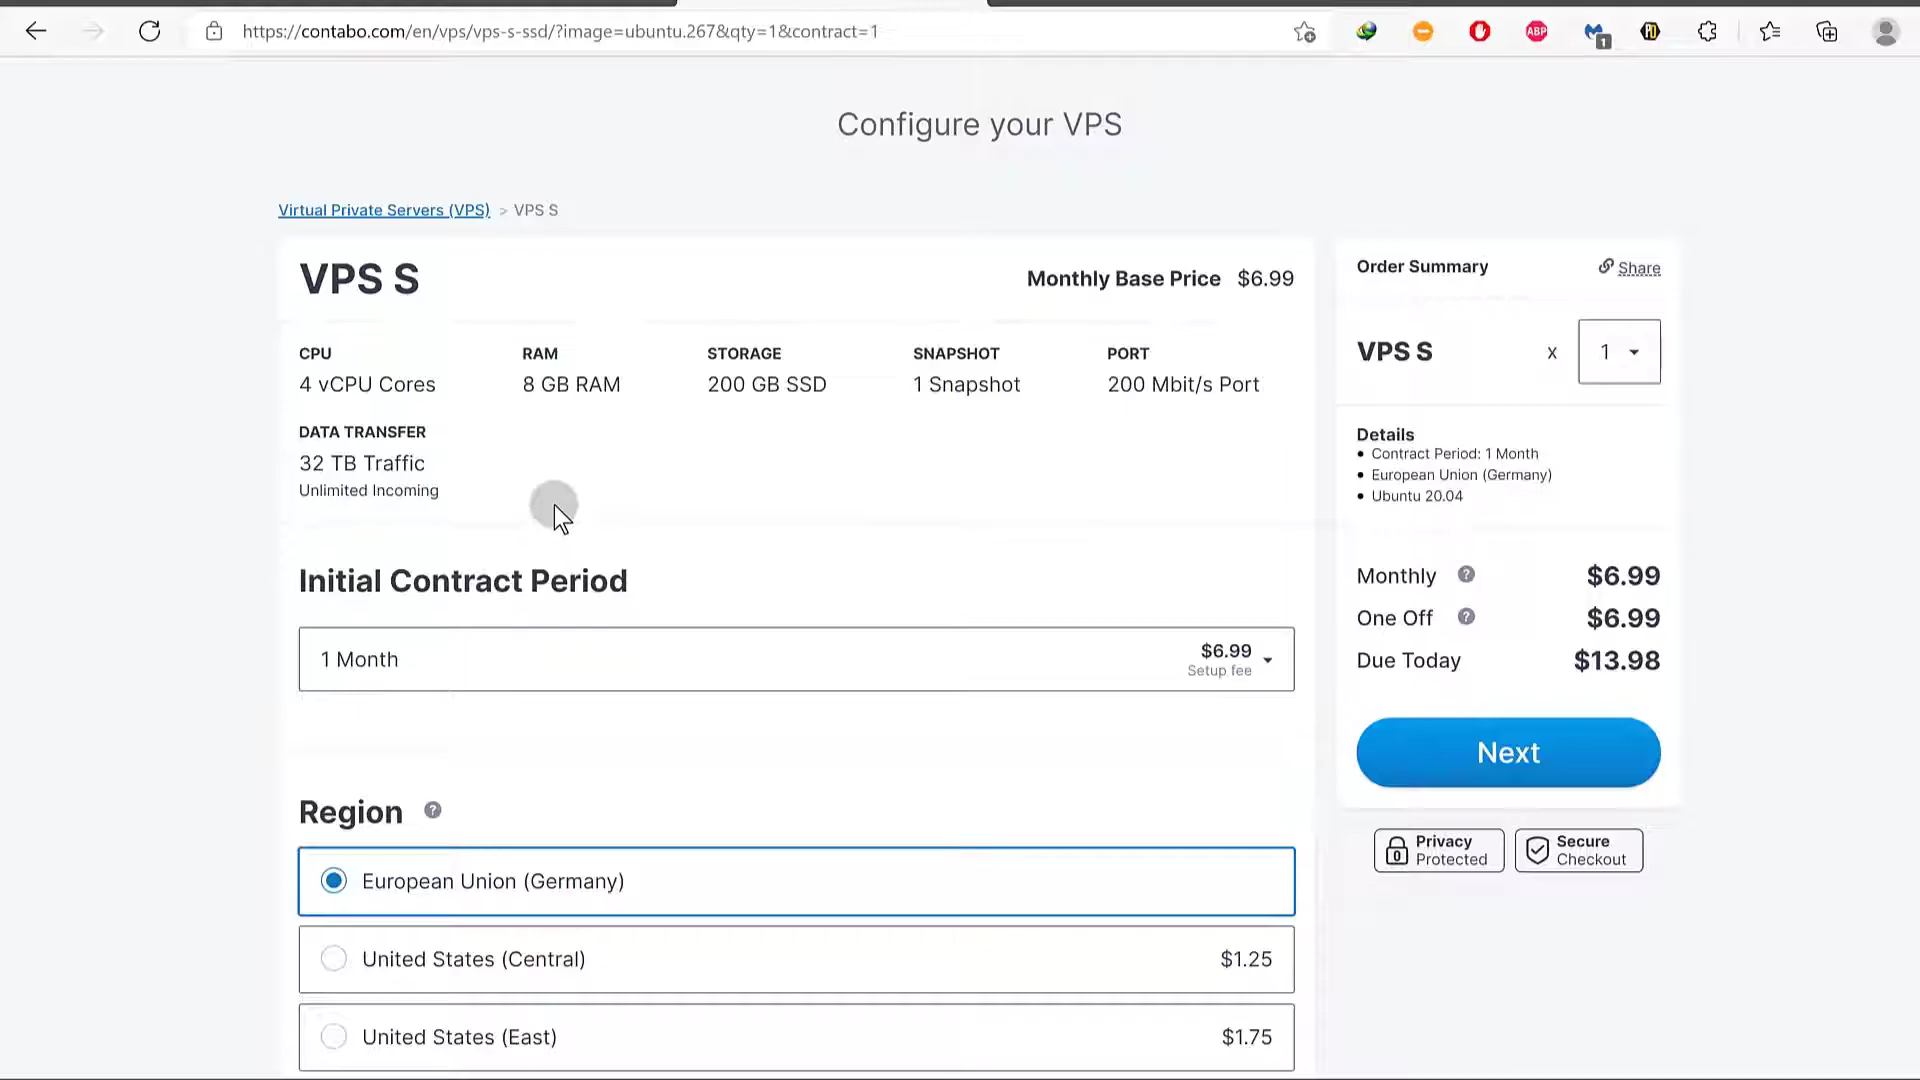 https://contabo.com/en/vps/vps-s-ssd/?image=ubuntu.267&qty=1&contract=1
ABP
1
Configure your VPS
Virtual Private Servers (VPS) > VPS S
VPS S
Monthly Base Price $6.99
CPU
4 vCPU Cores
RAM
8 GB RAM
STORAGE
200 GB SSD
SNAPSHOT
1 Snapshot
PORT
200 Mbit/s Port
DATA TRANSFER
32 TB Traffic
Unlimited Incoming
Initial Contract Period
1 Month
$6.99
Setup fee
Region ?
European Union (Germany)
United States (Central) $1.25
United States (East) $1.75
Order Summary
Share
VPS S x 1
Details
• Contract Period: 1 Month
• European Union (Germany)
• Ubuntu 20.04
Monthly ? $6.99
One Off ? $6.99
Due Today $13.98
Next
Privacy
Protected
Secure
Checkout